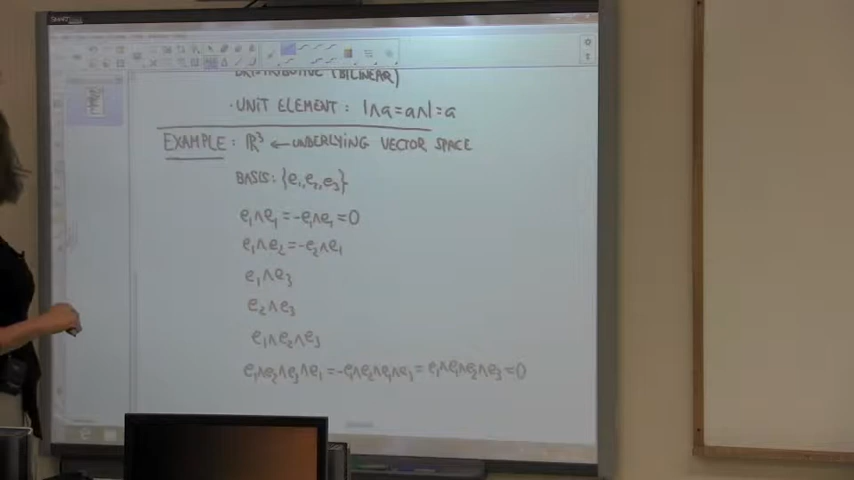 DISTRIBUTIVE (BILINEAR)
· UNIT ELEMENT : 1∧a=a∧1=a
EXAMPLE : ℝ³ ← UNDERLYING VECTOR SPACE
BASIS: {e₁,e₂,e₃}
e₁∧e₁=-e₁∧e₁=0
e₁∧e₂=-e₂∧e₁
e₁∧e₃
e₂∧e₃
e₁∧e₂∧e₃
e₁∧e₂∧e₃∧e₁=-e₁∧e₂∧e₁∧e₃=e₁∧e₁∧e₂∧e₃=0